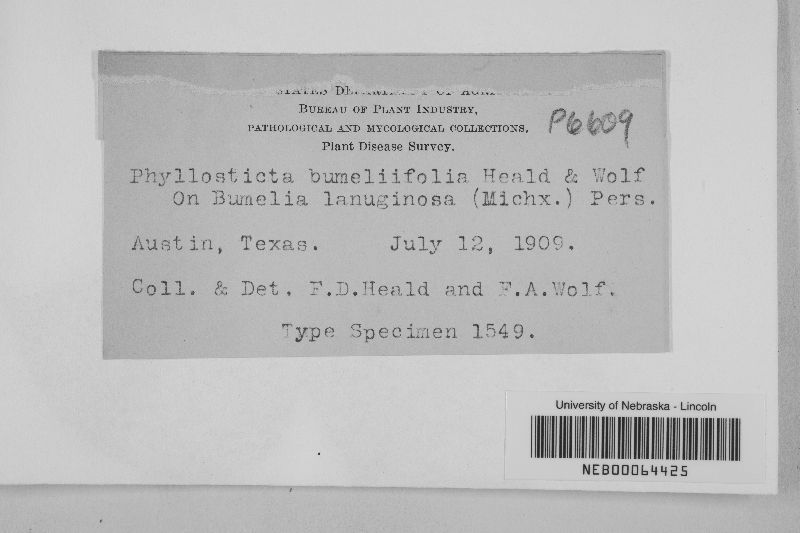 BUREAU OF PLANT INDUSTRY,
PATHOLOGICAL AND MYCOLOGICAL COLLECTIONS.
P6609
Plant Disease Survey.
Phyllosticta bumeliifolia Heald & Wolf
On Bumelia lanuginosa (Michx.) Pers.
Austin, Texas. July 12, 1909.
Coll. & Det. F.D.Heald and F.A.Wolf.
Type Specimen 1549.
University of Nebraska - Lincoln
NEB00064425